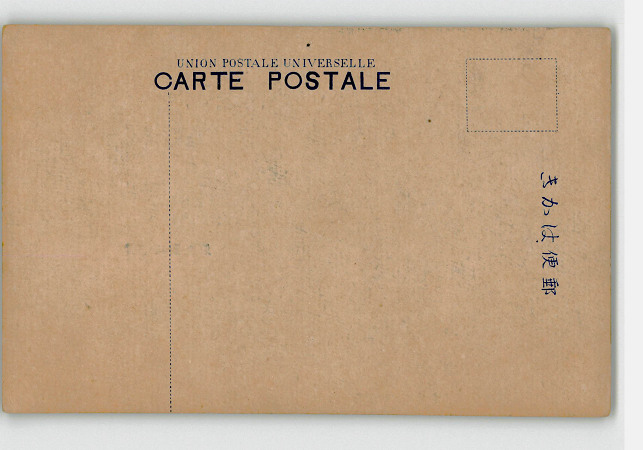 UNION POSTALE UNIVERSELLE
CARTE POSTALE
郵便はかき